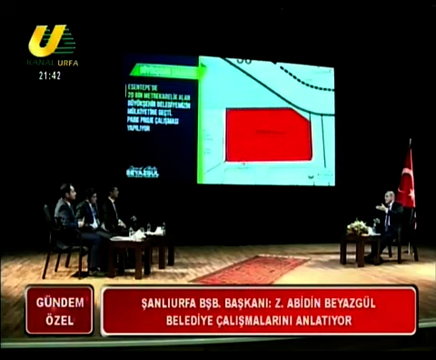 KANAL URFA
21:42
ESENTEPE'DE
20 BİN METREKARELİK ALAN
BÜYÜKŞEHİR BELEDİYEMİZİN
MÜLKİYETİNE GEÇTİ.
PARK PROJE ÇALIŞMASI
YAPILIYOR
BEYAZGÜL
GÜNDEM
ÖZEL
ŞANLIURFA BŞB. BAŞKANI: Z. ABİDİN BEYAZGÜL
BELEDİYE ÇALIŞMALARINI ANLATIYOR